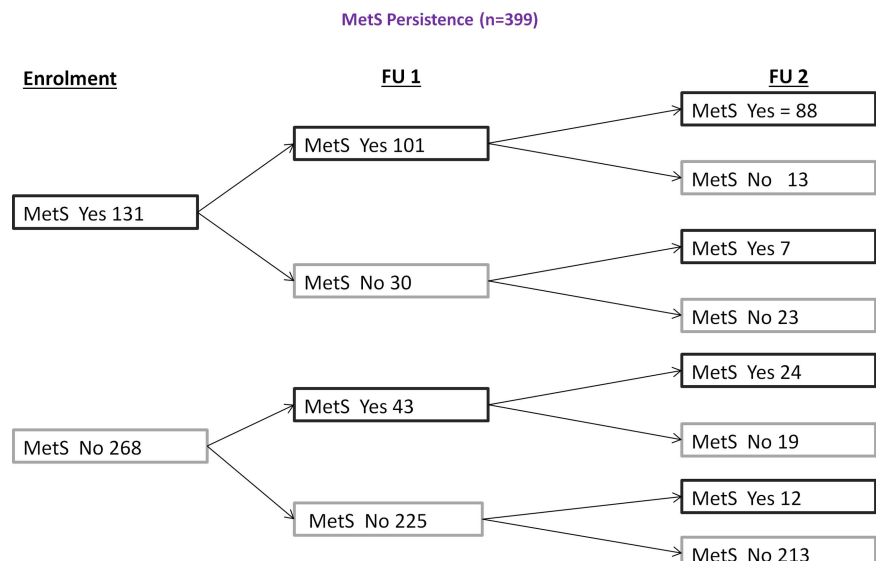 MetS Persistence (n=399)
Enrolment
FU 1
FU 2
MetS Yes = 88
MetS Yes 101
MetS No 13
MetS Yes 131
MetS Yes 7
MetS No 30
MetS No 23
MetS Yes 24
MetS Yes 43
MetS No 19
MetS No 268
MetS Yes 12
MetS No 225
MetS No 213